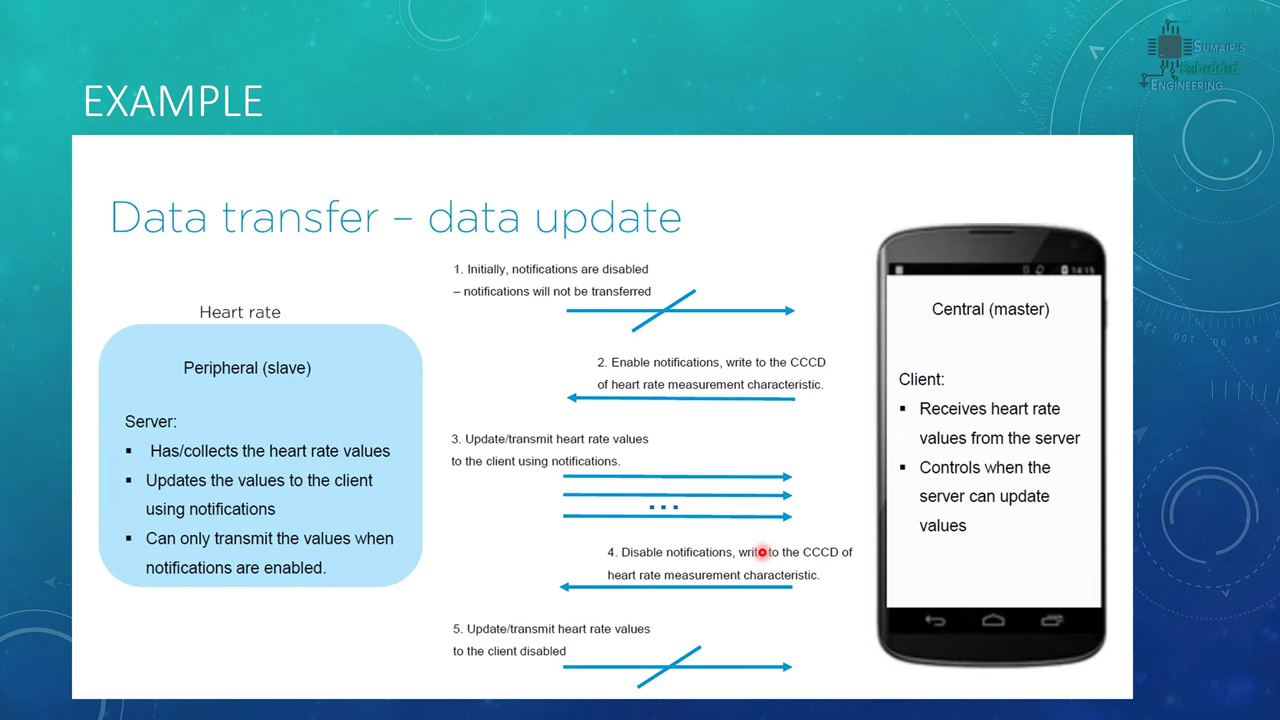 SUMAIR'S
Embedded
ENGINEERING
EXAMPLE
Data transfer – data update
Heart rate
Peripheral (slave)
Server:
▪ Has/collects the heart rate values
▪ Updates the values to the client
using notifications
▪ Can only transmit the values when
notifications are enabled.
1. Initially, notifications are disabled
– notifications will not be transferred
2. Enable notifications, write to the CCCD
of heart rate measurement characteristic.
3. Update/transmit heart rate values
to the client using notifications.
...
4. Disable notifications, write to the CCCD of
heart rate measurement characteristic.
5. Update/transmit heart rate values
to the client disabled
14:15
Central (master)
Client:
▪ Receives heart rate
values from the server
▪ Controls when the
server can update
values